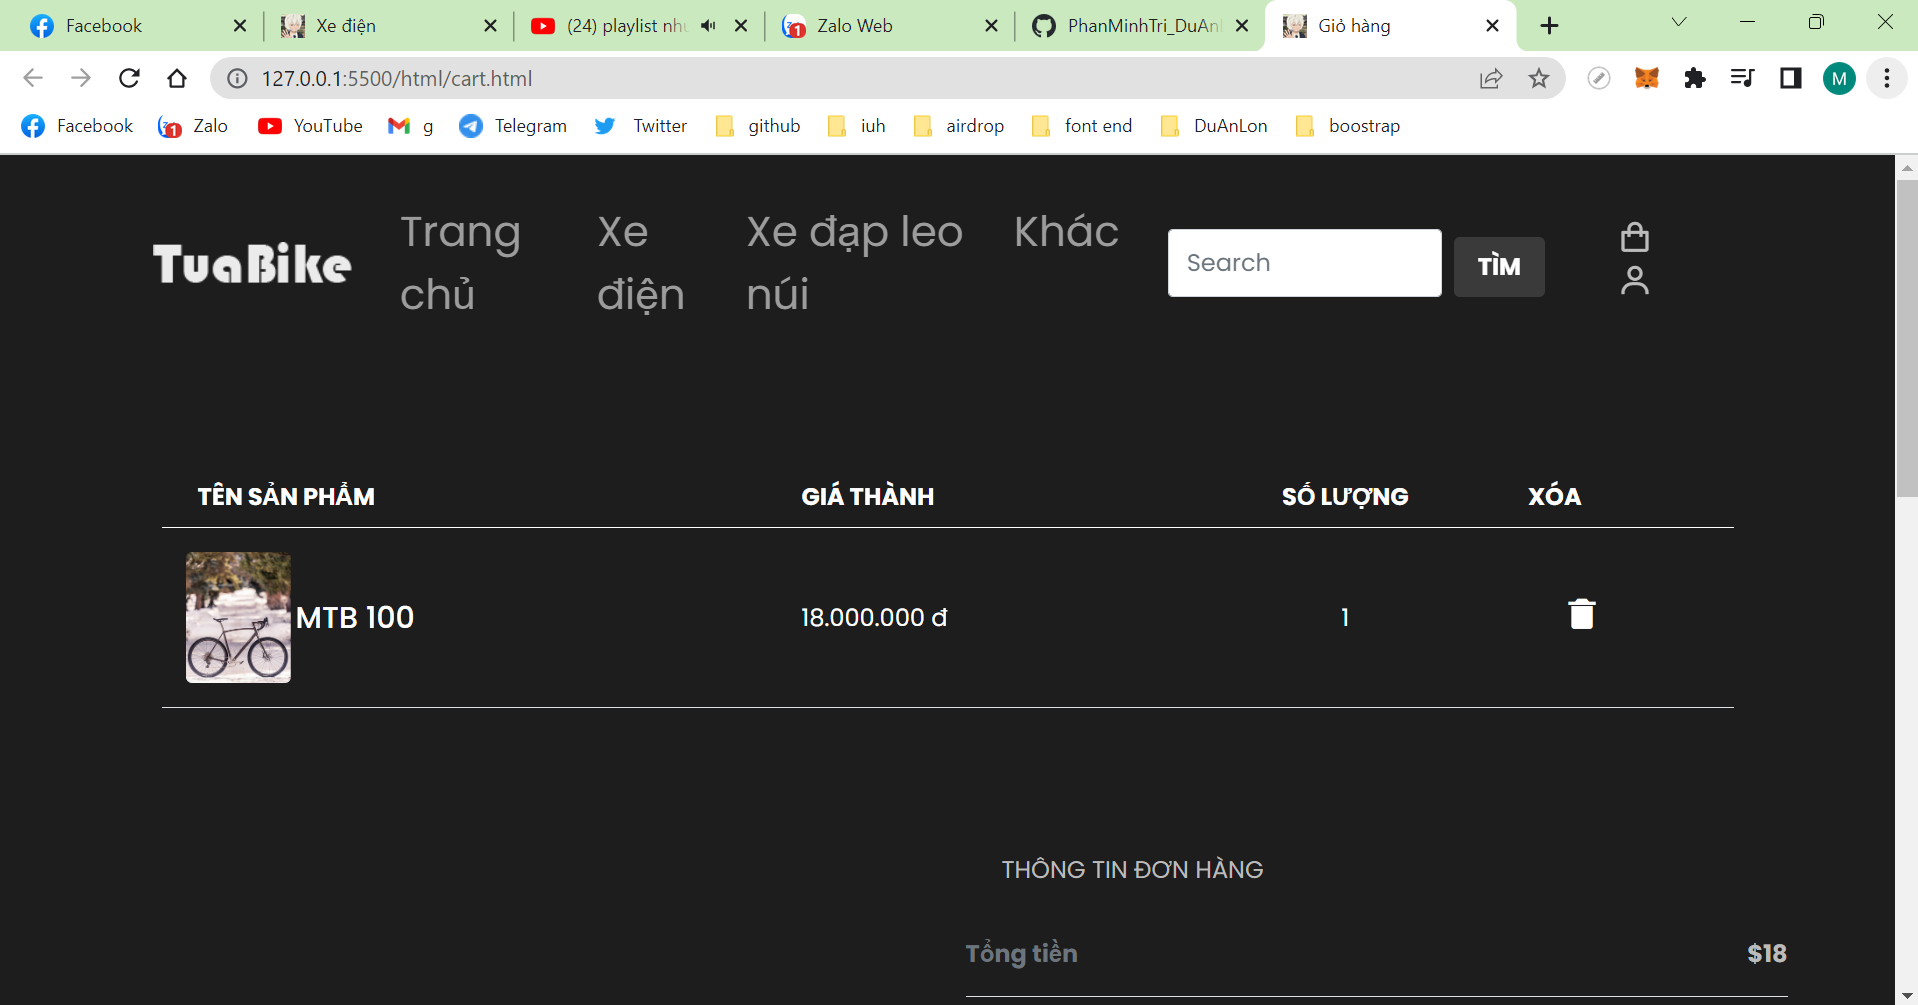 Facebook
Xe điện
(24) playlist nhu
Zalo Web
PhanMinhTri_DuAnl
Giỏ hàng
127.0.0.1:5500/html/cart.html
M
Facebook
1 Zalo
YouTube
g
Telegram
Twitter
github
iuh
airdrop
font end
DuAnLon
boostrap
TuaBike
Trang chủ
Xe điện
Xe đạp leo núi
Khác
Search
TÌM
TÊN SẢN PHẨM
GIÁ THÀNH
SỐ LƯỢNG
XÓA
MTB 100
18.000.000 đ
1
THÔNG TIN ĐƠN HÀNG
Tổng tiền
$18